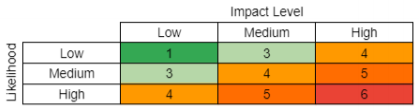 Impact Level
Low Medium High
Likelihood
Low 1 3 4
Medium 3 4 5
High 4 5 6